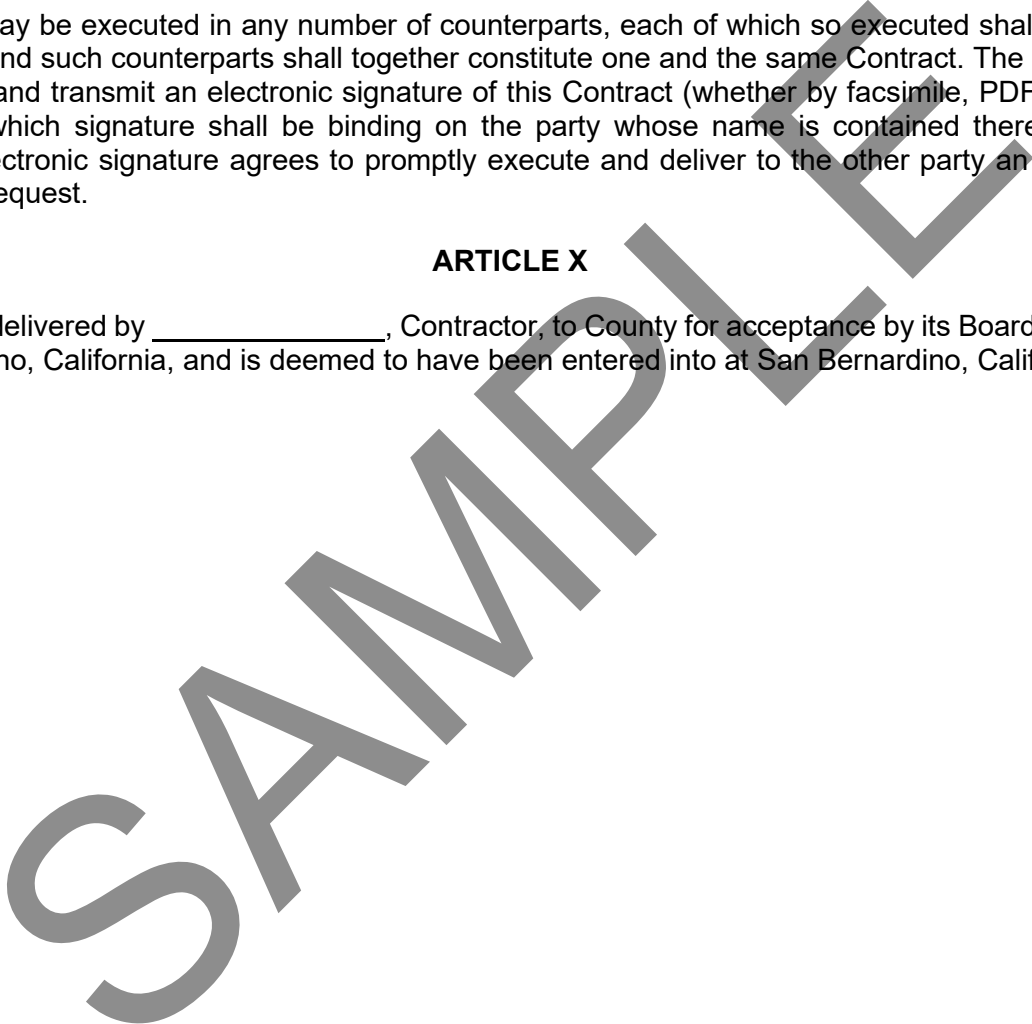 ay be executed in any number of counterparts, each of which so executed shal
nd such counterparts shall together constitute one and the same Contract. The
and transmit an electronic signature of this Contract (whether by facsimile, PDF
which signature shall be binding on the party whose name is contained there
ectronic signature agrees to promptly execute and deliver to the other party an
equest.
ARTICLE X
delivered by ______________, Contractor, to County for acceptance by its Board
no, California, and is deemed to have been entered into at San Bernardino, Calif
SAMPLE